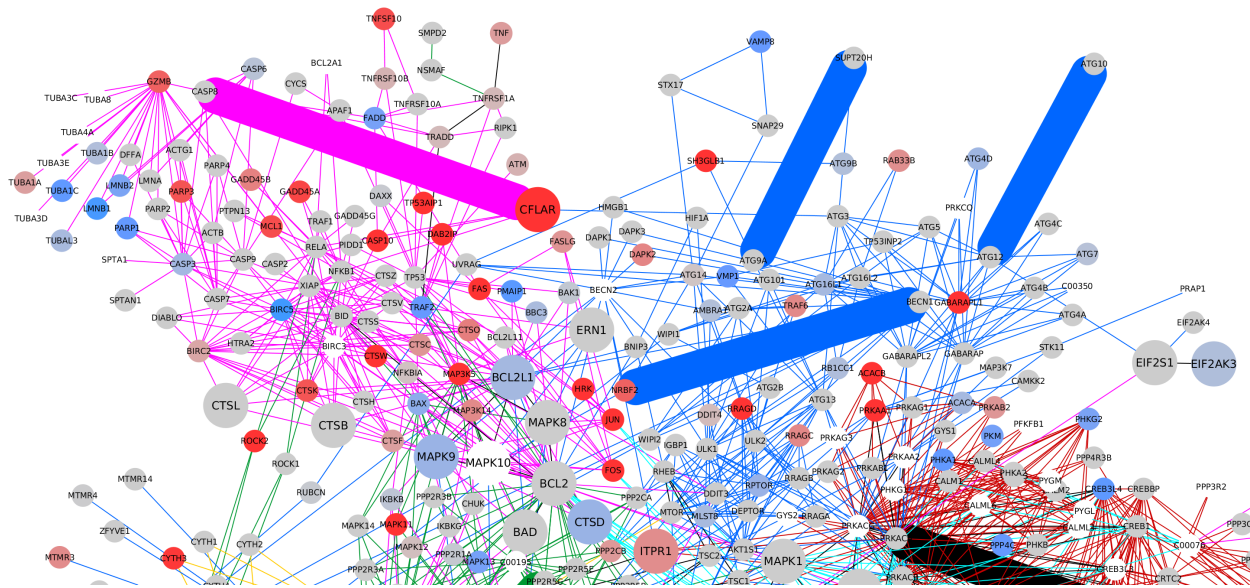 TNFSF10
SMPD2
TNF
VAMP8
SUPT20H
ATG10
BCL2A1
NSMAF
CASP6
GZMB
CYCS
TNFRSF10B
STX17
CASP8
TUBA3C
TUBA8
TNFRSF1A
TNFRSF10A
APAF1
FADD
RIPK1
SNAP29
TUBA4A
TRADD
TUBA1B
DFFA
ACTG1
TUBA3E
PARP4
ATM
SH3GLB1
ATG9B
RAB33B
ATG4D
TUBA1A
TUBA1C
LMNB2
LMNA
GADD45B
PARP3
GADD45A
DAXX
TP53AIP1
CFLAR
HMGB1
PRKCQ
LMNB1
PARP2
PTPN13
TUBA3D
PARP1
MCL1
TRAF1
GADD45G
HIF1A
ATG3
ATG5
ATG4C
ACTB
DAB2IP
DAPK3
DAPK1
CASP10
TUBAL3
RELA
PIDD1
FASLG
DAPK2
TP53INP2
SPTA1
CASP3
CASP9
CASP2
UVRAG
ATG9A
ATG12
ATG7
NFKB1
CTSZ
TP53
ATG14
VMP1
ATG101
ATG16L1
ATG16L2
XIAP
FAS
PMAIP1
BAK1
BECN2
ATG4B
C00350
PRAP1
SPTAN1
CASP7
CTSV
TRAF2
BIRC5
BBC3
AMBRA1
ATG2A
TRAF6
BECN1
GABARAPL1
DIABLO
BID
CTSS
ERN1
ATG4A
EIF2AK4
CTSO
WIPI1
BCL2L11
BIRC2
HTRA2
BIRC3
CTSC
BNIP3
STK11
CTSW
GABARAPL2
GABARAP
EIF2S1
EIF2AK3
NFKBIA
MAP3K5
BCL2L1
RB1CC1
ACACB
MAP3K7
CAMKK2
CTSK
HRK
NRBF2
ATG2B
CTSL
CTSH
BAX
MAP3K14
ATG13
ACACA
PRKAB2
RRAGD
PRKAG1
DDIT4
CTSB
MAPK8
JUN
PHKG2
PFKFB1
GYS1
ROCK2
CTSF
WIPI2
IGBP1
ULK1
ULK2
RRAGC
PRKAG3
PKM
MAPK9
MAPK10
ROCK1
FOS
RHEB
PRKAA2
PHKA1
CALML4
PPP4R3B
MTMR14
BCL2
PRKAG2
PRKAB1
PHKA2
RRAGB
CALM1
PYGM
MTMR4
RUBCN
IKBKB
PPP2R3B
CHUK
PPP2CA
DDIT3
RPTOR
PHKG1
CREB3L4
CREBBP
PPP3R2
MTOR
MLST8
DEPTOR
GYS2
RRAGA
CALML6
PYGL
ZFYVE1
MAPK14
MAPK11
IKBKG
BAD
CTSD
CREB1
CYTH1
CYTH2
MAPK12
PPP2R1A
PPP2CB
ITPR1
TSC2
AKT1S1
MAPK1
PPP4C
PHKB
MTMR3
CYTH3
PPP2R3A
MAPK13
C00195
TSC1